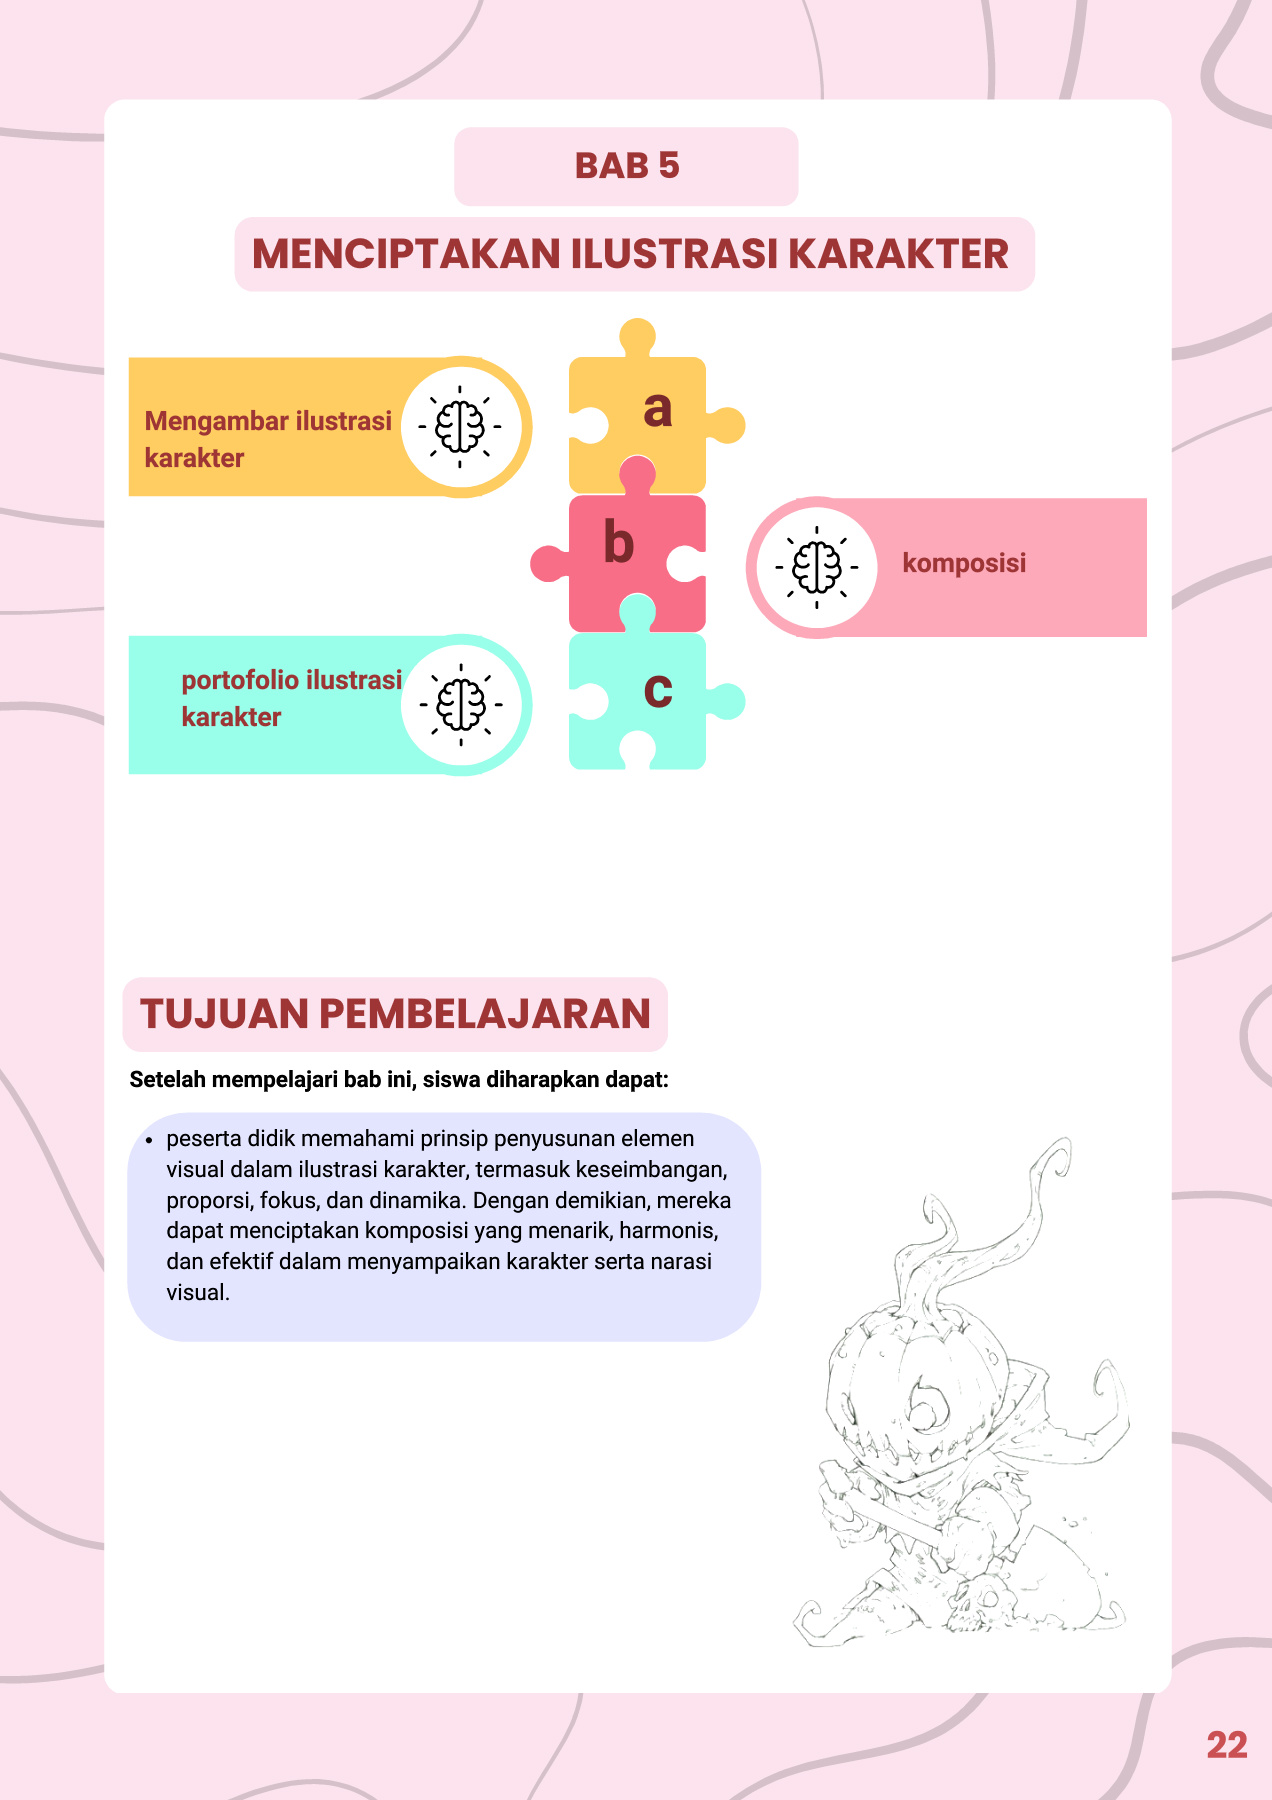 BAB 5
MENCIPTAKAN ILUSTRASI KARAKTER
Mengambar ilustrasi
karakter
a
b
komposisi
portofolio ilustrasi
karakter
c
TUJUAN PEMBELAJARAN
Setelah mempelajari bab ini, siswa diharapkan dapat:
• peserta didik memahami prinsip penyusunan elemen
visual dalam ilustrasi karakter, termasuk keseimbangan,
proporsi, fokus, dan dinamika. Dengan demikian, mereka
dapat menciptakan komposisi yang menarik, harmonis,
dan efektif dalam menyampaikan karakter serta narasi
visual.
22